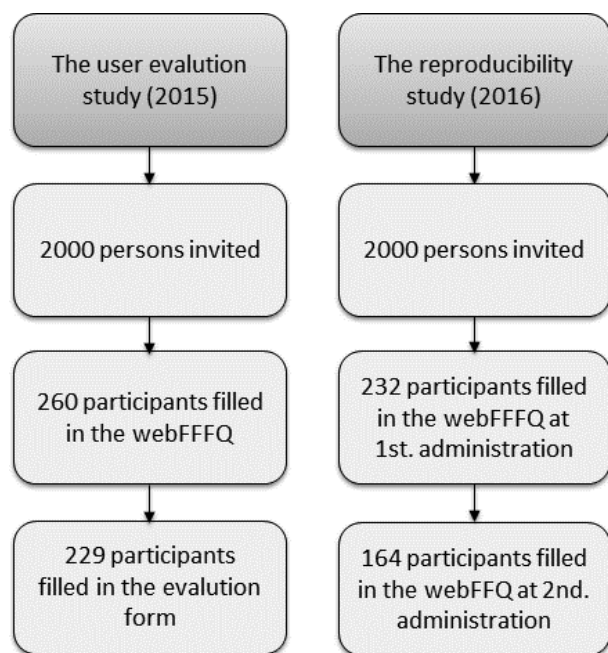 The user evalution
study (2015)
2000 persons invited
260 participants filled
in the webFFFQ
229 participants
filled in the evalution
form
The reproducibility
study (2016)
2000 persons invited
232 participants filled
in the webFFFQ at
1st. administration
164 participants filled
in the webFFQ at 2nd.
administration